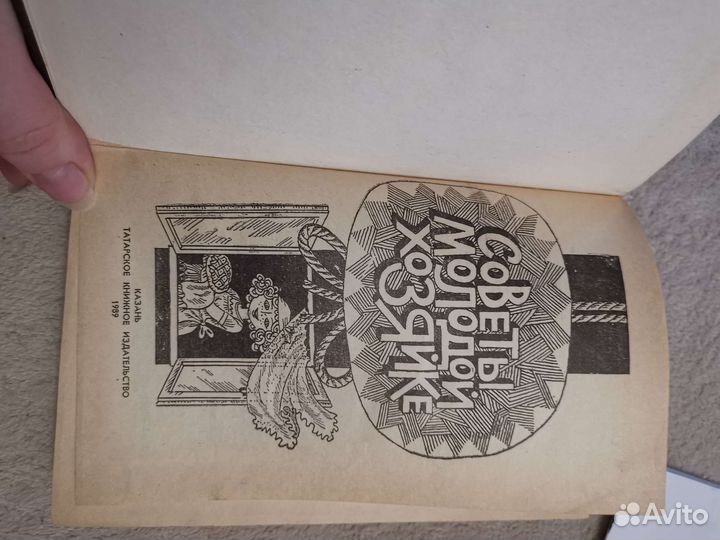 СОВЕТЫ
МОЛОДОЙ
ХОЗЯЙКЕ
КАЗАНЬ
ТАТАРСКОЕ КНИЖНОЕ ИЗДАТЕЛЬСТВО
1989
Avito